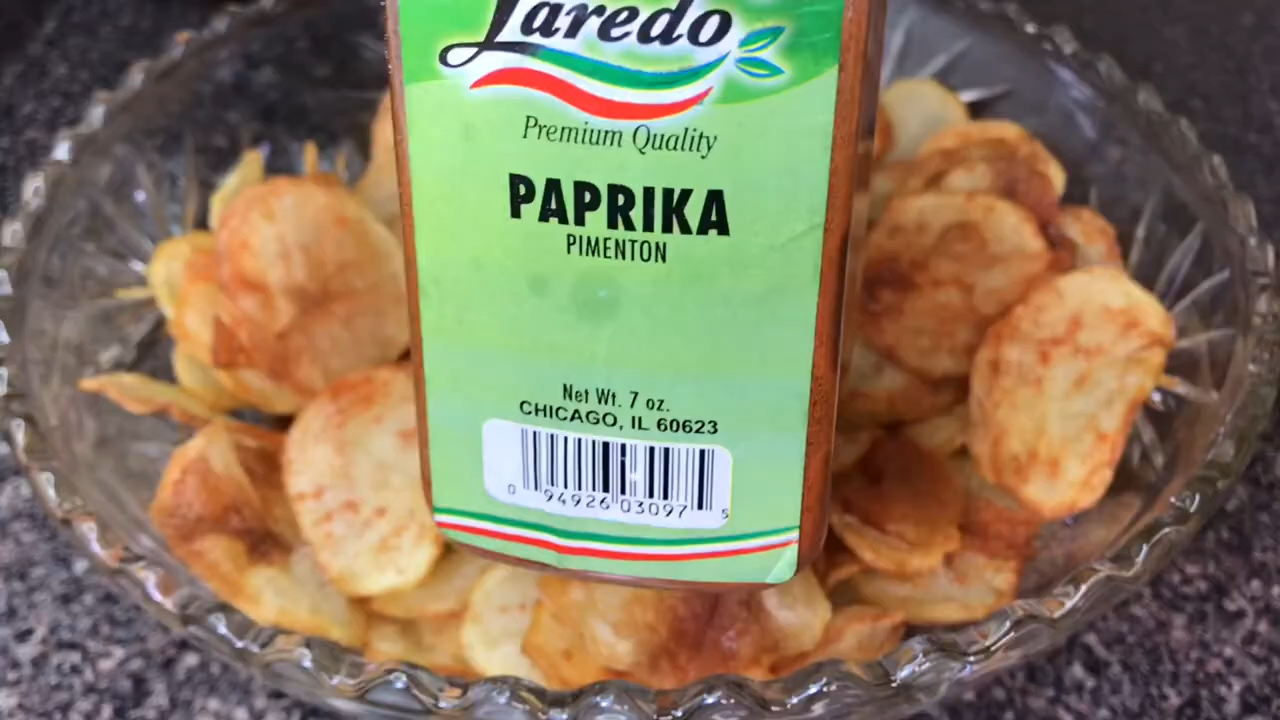 Laredo
Premium Quality
PAPRIKA
PIMENTON
Net Wt. 7 oz.
CHICAGO, IL 60623
0 94926 03097 5